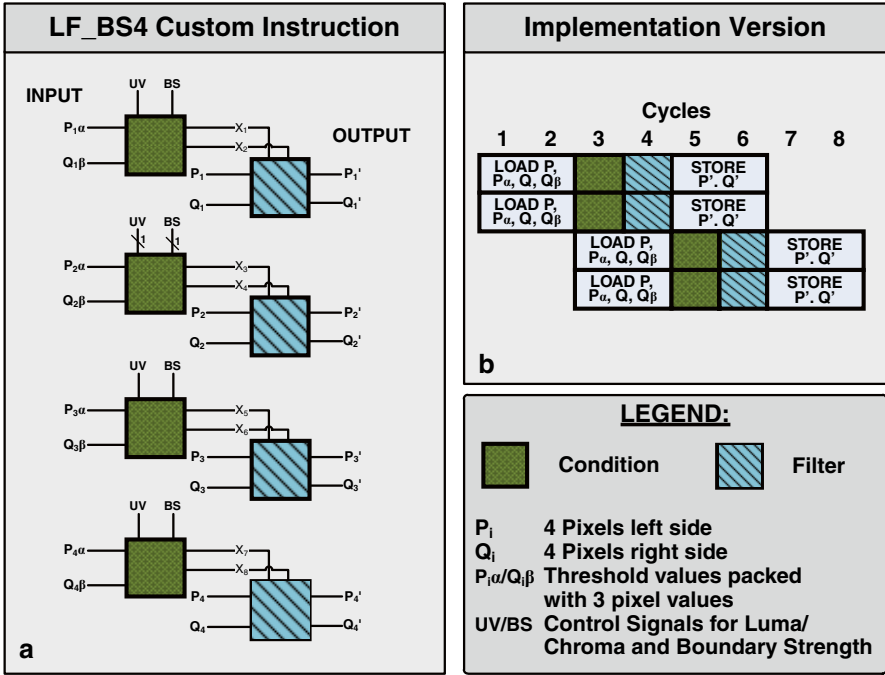 LF_BS4 Custom Instruction
UV BS
INPUT
P₁α
X₁
OUTPUT
Q₁β
X₂
P₁
P₁'
Q₁
Q₁'
UV BS
1 1
P₂α
X₃
Q₂β
X₄
P₂
P₂'
Q₂
Q₂'
UV BS
P₃α
X₅
Q₃β
X₆
P₃
P₃'
Q₃
Q₃'
UV BS
P₄α
X₇
Q₄β
X₈
P₄
P₄'
Q₄
Q₄'
a
Implementation Version
Cycles
1 2 3 4 5 6 7 8
LOAD P,
Pα, Q, Qβ
STORE
P'. Q'
LOAD P,
Pα, Q, Qβ
STORE
P'. Q'
LOAD P,
Pα, Q, Qβ
STORE
P'. Q'
LOAD P,
Pα, Q, Qβ
STORE
P'. Q'
b
LEGEND:
Condition
Filter
Pᵢ 4 Pixels left side
Qᵢ 4 Pixels right side
Pᵢα/Qᵢβ Threshold values packed
with 3 pixel values
UV/BS Control Signals for Luma/
Chroma and Boundary Strength